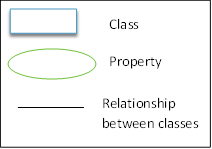 Class
Property
Relationship
between classes